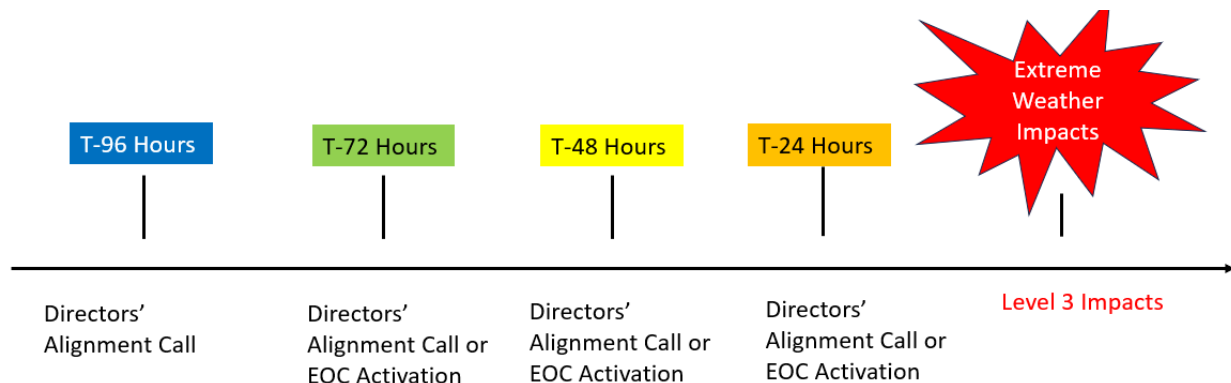 T-96 Hours
T-72 Hours
T-48 Hours
T-24 Hours
Extreme
Weather
Impacts
Directors’
Alignment Call
Directors’
Alignment Call or
EOC Activation
Directors’
Alignment Call or
EOC Activation
Directors’
Alignment Call or
EOC Activation
Level 3 Impacts